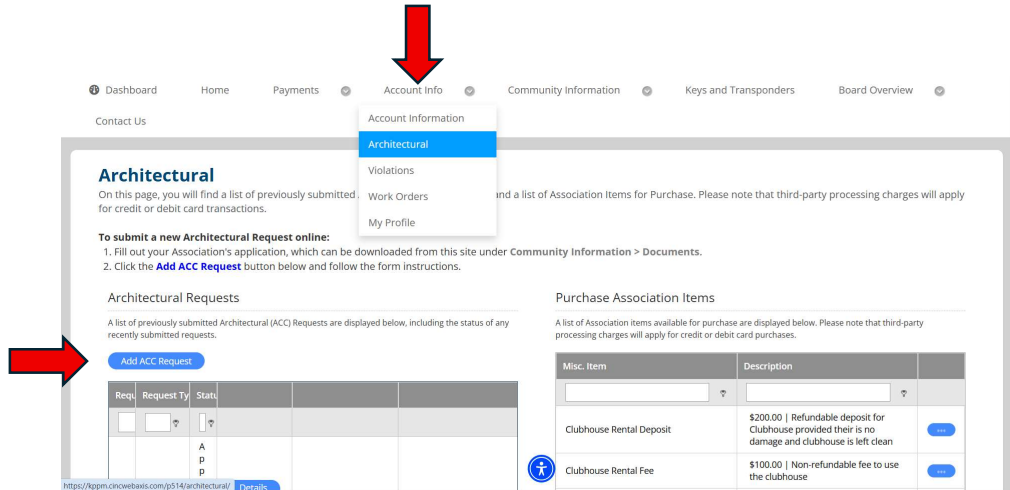 Dashboard Home Payments Account Info Community Information Keys and Transponders Board Overview
Contact Us
Account Information
Architectural
Violations
Work Orders
My Profile
Architectural
On this page, you will find a list of previously submitted and a list of Association Items for Purchase. Please note that third-party processing charges will apply
for credit or debit card transactions.
To submit a new Architectural Request online:
1. Fill out your Association's application, which can be downloaded from this site under Community Information > Documents.
2. Click the Add ACC Request button below and follow the form instructions.
Architectural Requests
A list of previously submitted Architectural (ACC) Requests are displayed below, including the status of any
recently submitted requests.
Add ACC Request
Requ Request Ty Statu
A
p
p
Details
Purchase Association Items
A list of Association items available for purchase are displayed below. Please note that third-party
processing charges will apply for credit or debit card purchases.
Misc. Item Description
Clubhouse Rental Deposit
$200.00 | Refundable deposit for
Clubhouse provided their is no
damage and clubhouse is left clean
...
Clubhouse Rental Fee
$100.00 | Non-refundable fee to use
the clubhouse
...
https://kppm.cincwebaxis.com/p514/architectural/